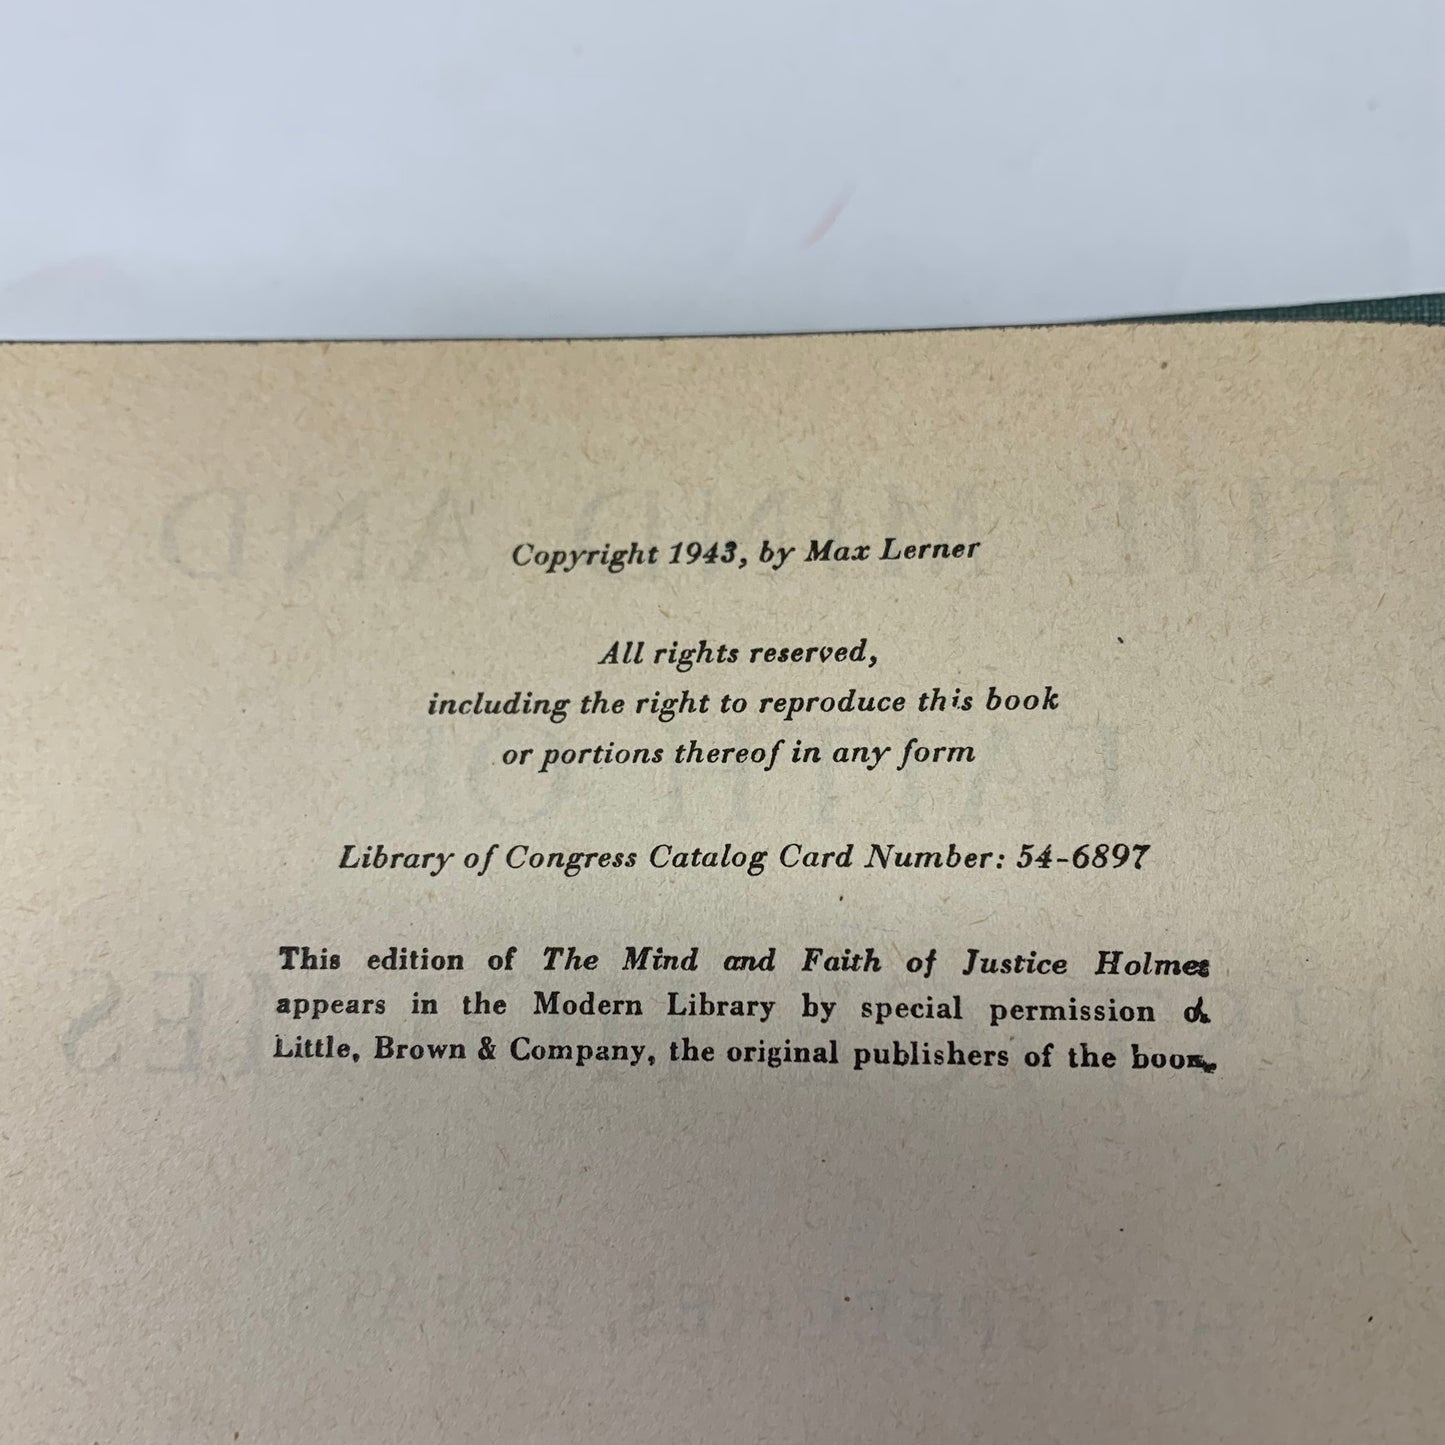 Copyright 1943, by Max Lerner
All rights reserved,
including the right to reproduce this book
or portions thereof in any form
Library of Congress Catalog Card Number: 54-6897
This edition of The Mind and Faith of Justice Holmes
appears in the Modern Library by special permission of
Little, Brown & Company, the original publishers of the book.